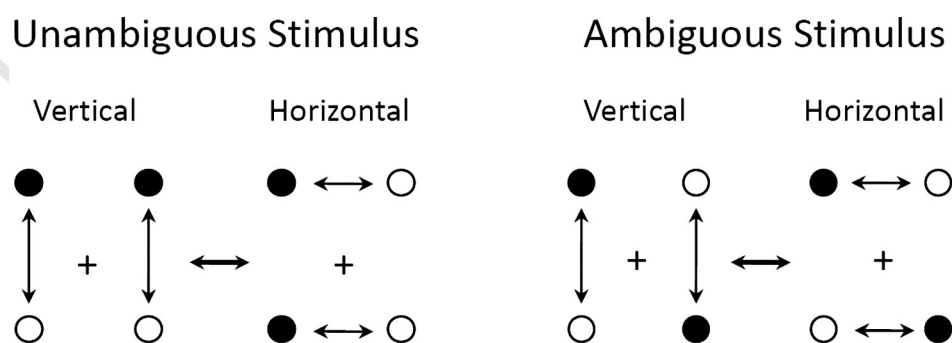 Unambiguous Stimulus
Vertical Horizontal
+ +
Ambiguous Stimulus
Vertical Horizontal
+ +